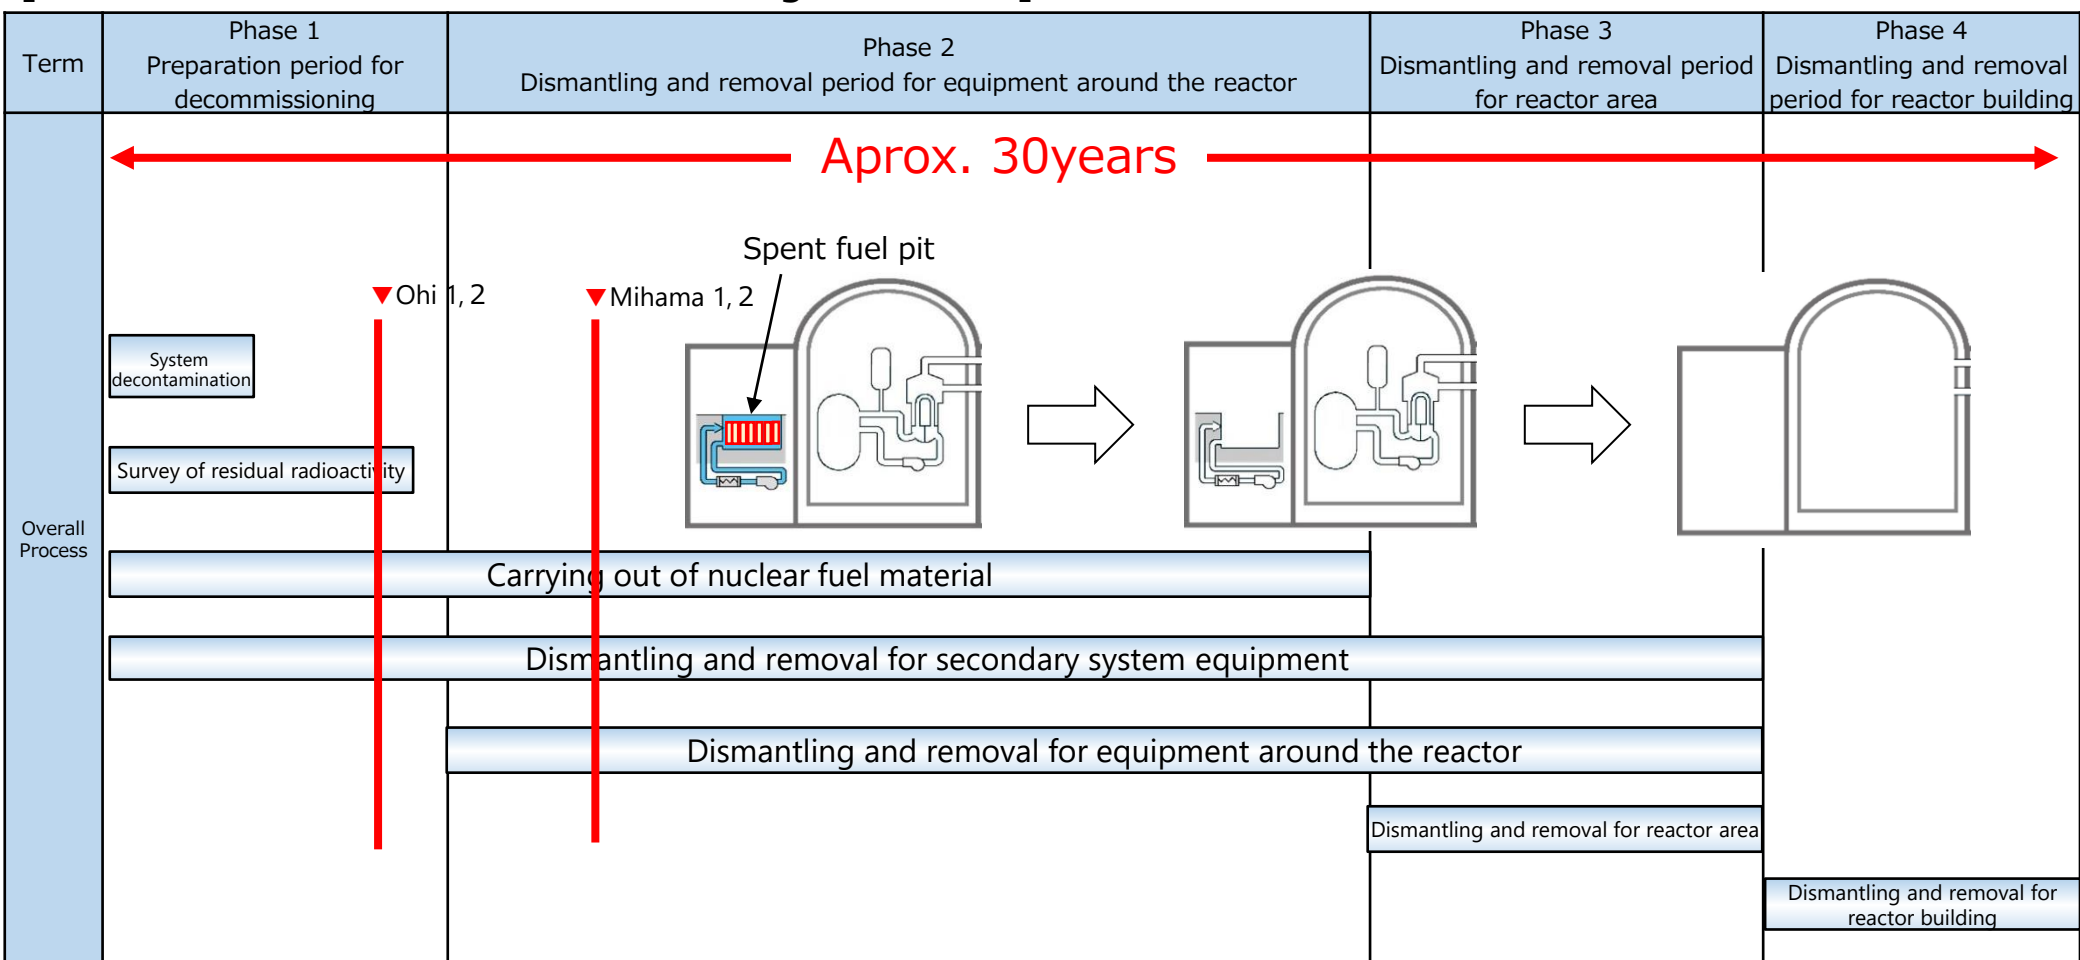 Term
Phase 1
Preparation period for
decommissioning
Phase 2
Dismantling and removal period for equipment around the reactor
Phase 3
Dismantling and removal period
for reactor area
Phase 4
Dismantling and removal
period for reactor building
Aprox. 30years
Spent fuel pit
▼Ohi 1, 2
▼Mihama 1, 2
System
decontamination
Survey of residual radioactivity
Overall
Process
Carrying out of nuclear fuel material
Dismantling and removal for secondary system equipment
Dismantling and removal for equipment around the reactor
Dismantling and removal for reactor area
Dismantling and removal for
reactor building